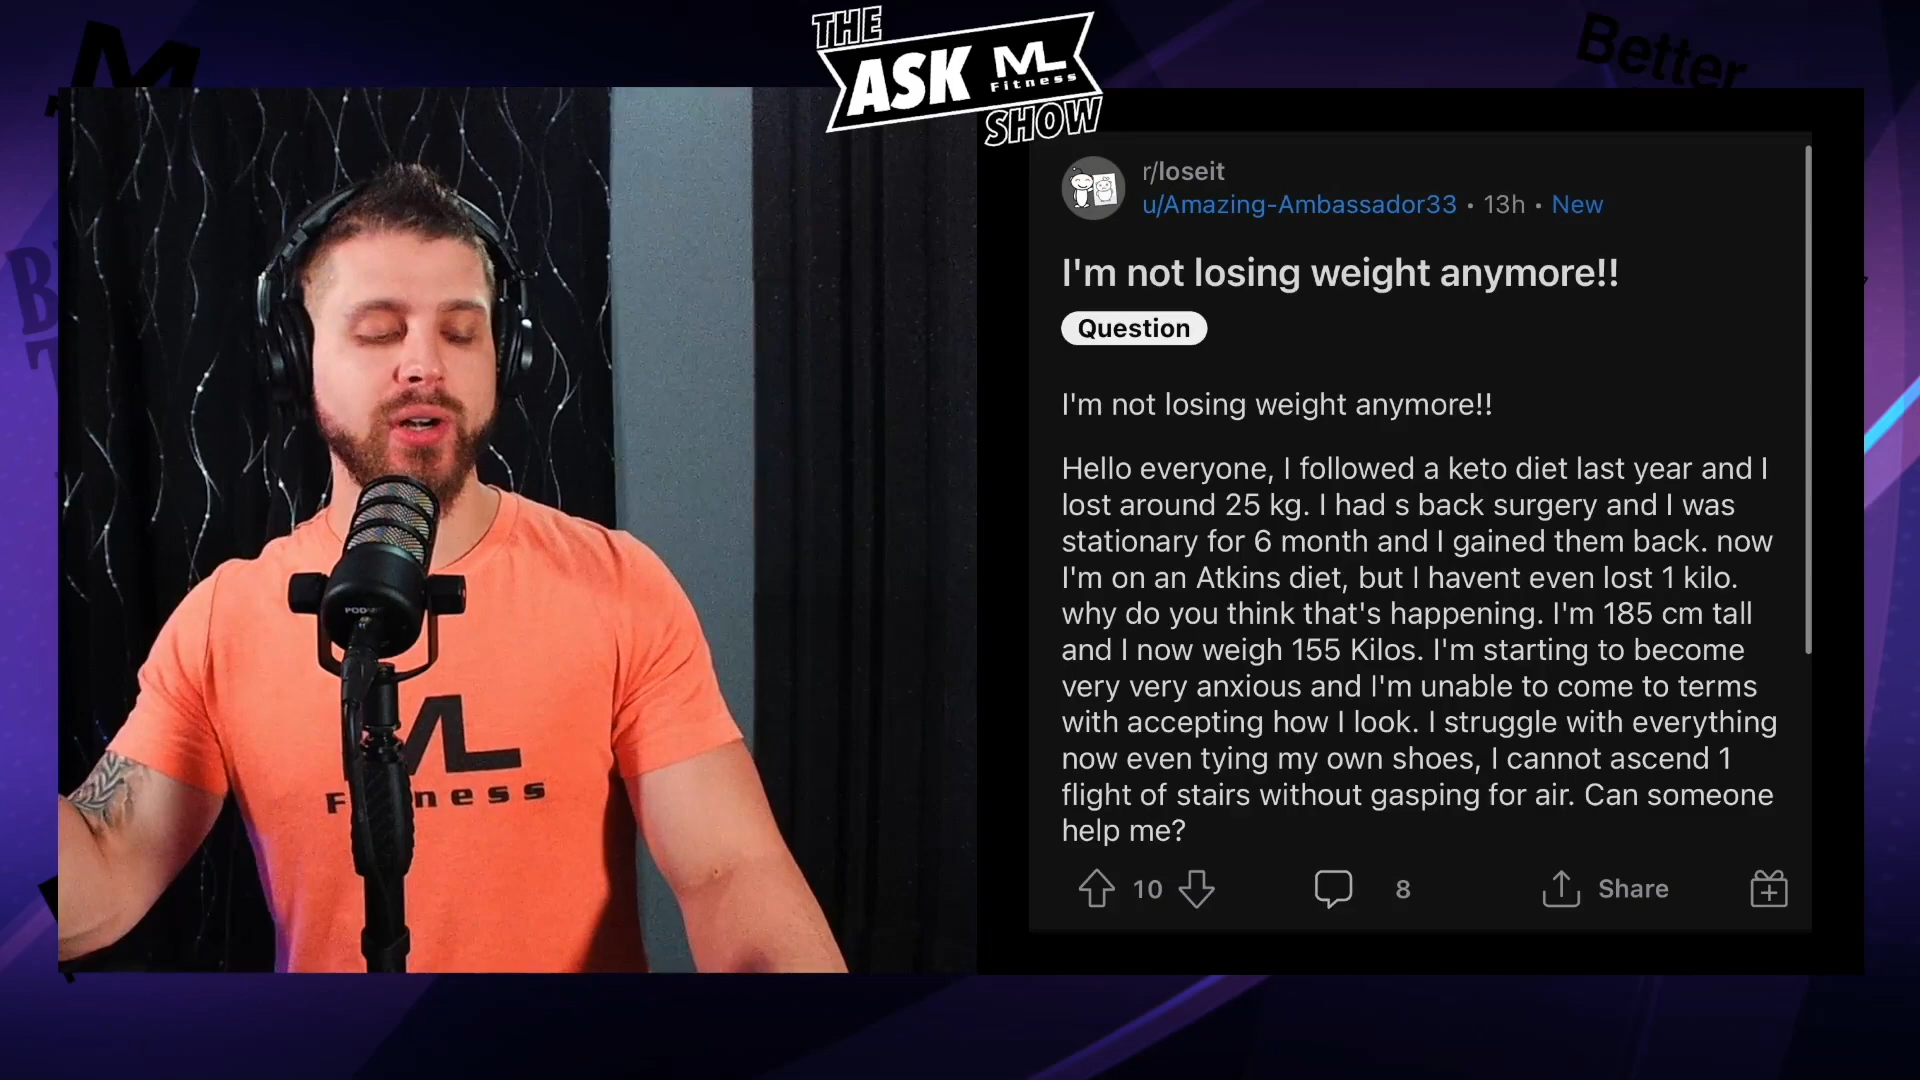 THE
ASK ML
Fitness
SHOW
Better
M
r/loseit
u/Amazing-Ambassador33 • 13h • New
I'm not losing weight anymore!!
Question
I'm not losing weight anymore!!
Hello everyone, I followed a keto diet last year and I
lost around 25 kg. I had s back surgery and I was
stationary for 6 month and I gained them back. now
I'm on an Atkins diet, but I havent even lost 1 kilo.
why do you think that's happening. I'm 185 cm tall
and I now weigh 155 Kilos. I'm starting to become
very very anxious and I'm unable to come to terms
with accepting how I look. I struggle with everything
now even tying my own shoes, I cannot ascend 1
flight of stairs without gasping for air. Can someone
help me?
10
8
Share
ML